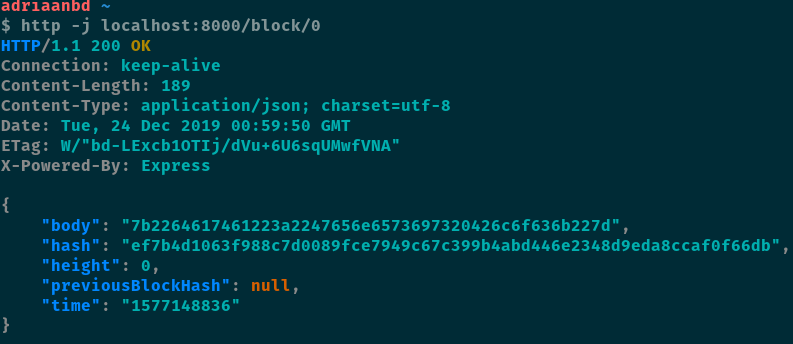 adriaanbd ~
$ http -j localhost:8000/block/0
HTTP/1.1 200 OK
Connection: keep-alive
Content-Length: 189
Content-Type: application/json; charset=utf-8
Date: Tue, 24 Dec 2019 00:59:50 GMT
ETag: W/"bd-LExcb1OTIj/dVu+6U6sqUMwfVNA"
X-Powered-By: Express

{
    "body": "7b2264617461223a2247656e6573697320426c6f636b227d",
    "hash": "ef7b4d1063f988c7d0089fce7949c67c399b4abd446e2348d9eda8ccaf0f66db",
    "height": 0,
    "previousBlockHash": null,
    "time": "1577148836"
}